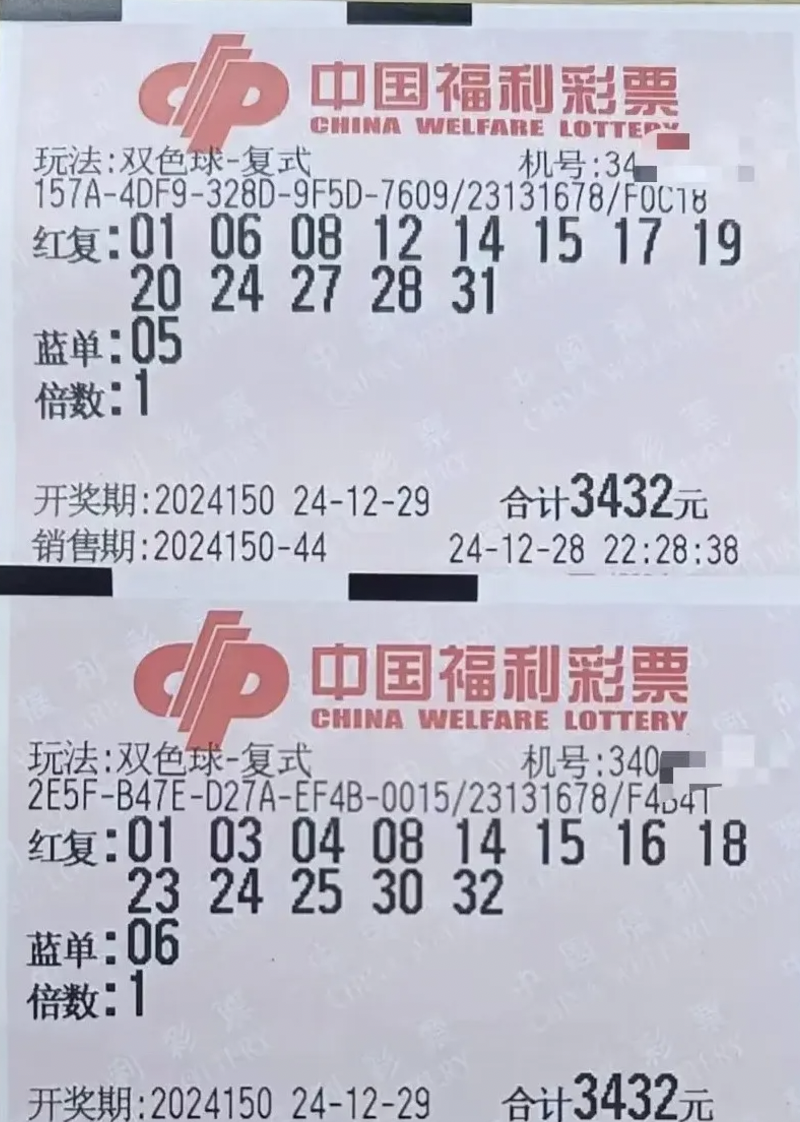 中国福利彩票
CHINA WELFARE LOTTERY
玩法:双色球-复式 机号:34
157A-4DF9-328D-9F5D-7609/23131678/F0C18
红复:01 06 08 12 14 15 17 19
20 24 27 28 31
蓝单:05
倍数:1
开奖期:2024150 24-12-29 合计3432元
销售期:2024150-44 24-12-28 22:28:38
中国福利彩票
CHINA WELFARE LOTTERY
玩法:双色球-复式 机号:340
2E5F-B47E-D27A-EF4B-0015/23131678/F4B41
红复:01 03 04 08 14 15 16 18
23 24 25 30 32
蓝单:06
倍数:1
开奖期:2024150 24-12-29 合计3432元